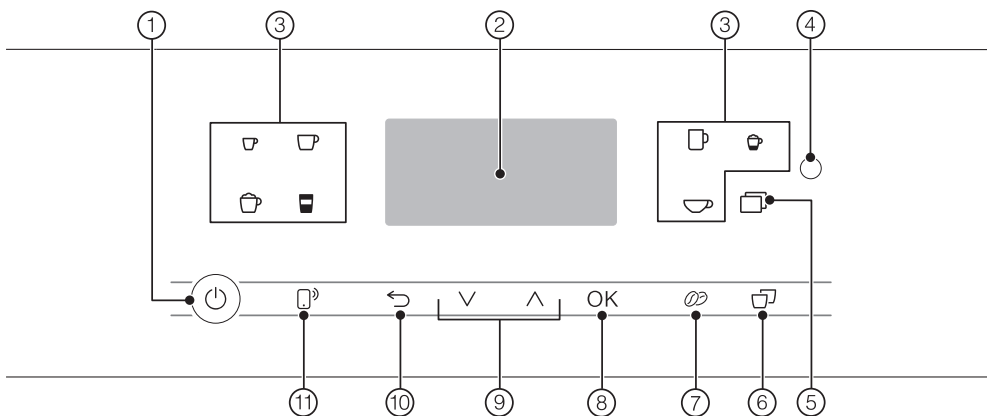 ① ③ ② ③ ④
⑤
OK
⑪ ⑩ ⑨ ⑧ ⑦ ⑥